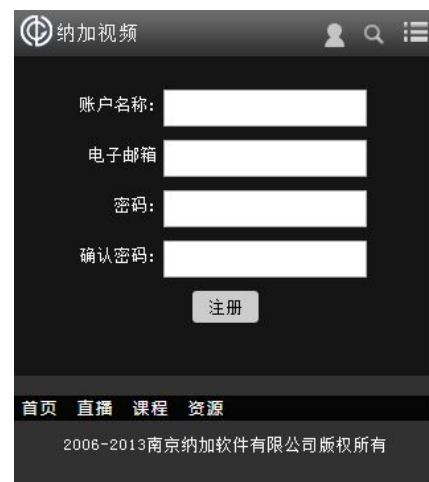 纳加视频
账户名称:
电子邮箱
密码:
确认密码:
注册
首页 直播 课程 资源
2006-2013南京纳加软件有限公司版权所有